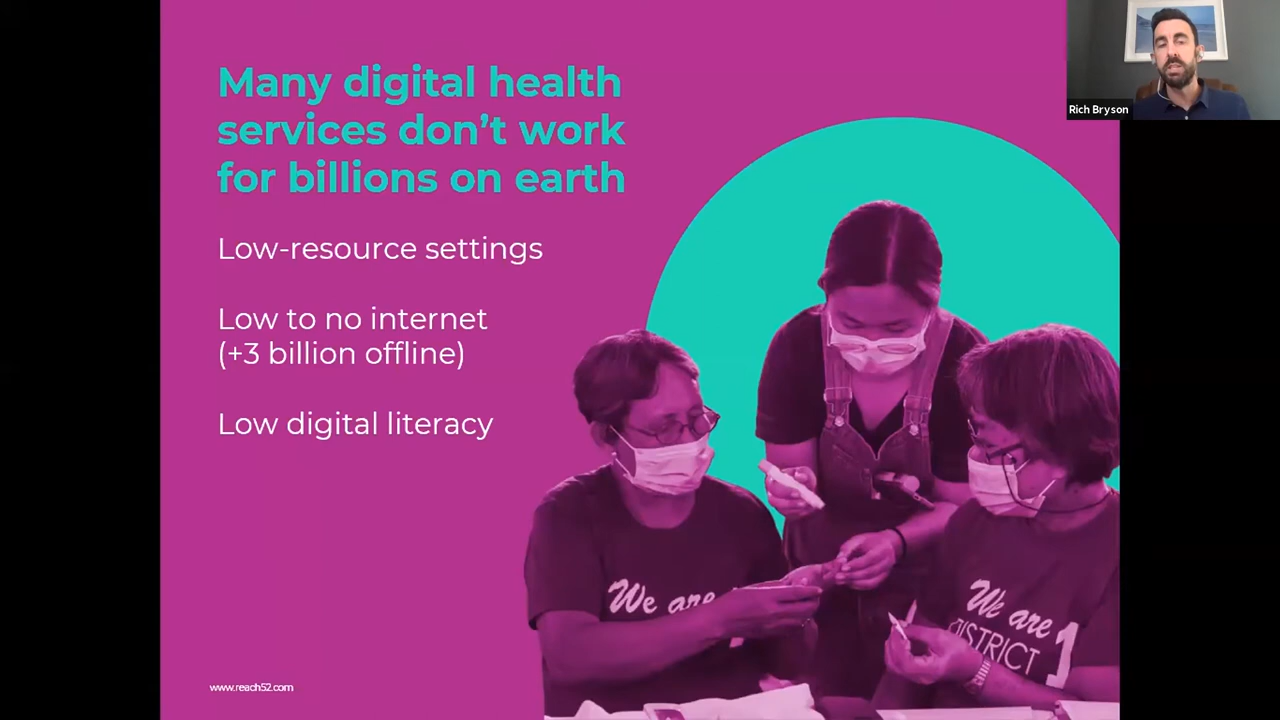 Many digital health
services don't work
for billions on earth
Low-resource settings
Low to no internet
(+3 billion offline)
Low digital literacy
We are
We are
DISTRICT 1
www.reach52.com
Rich Bryson